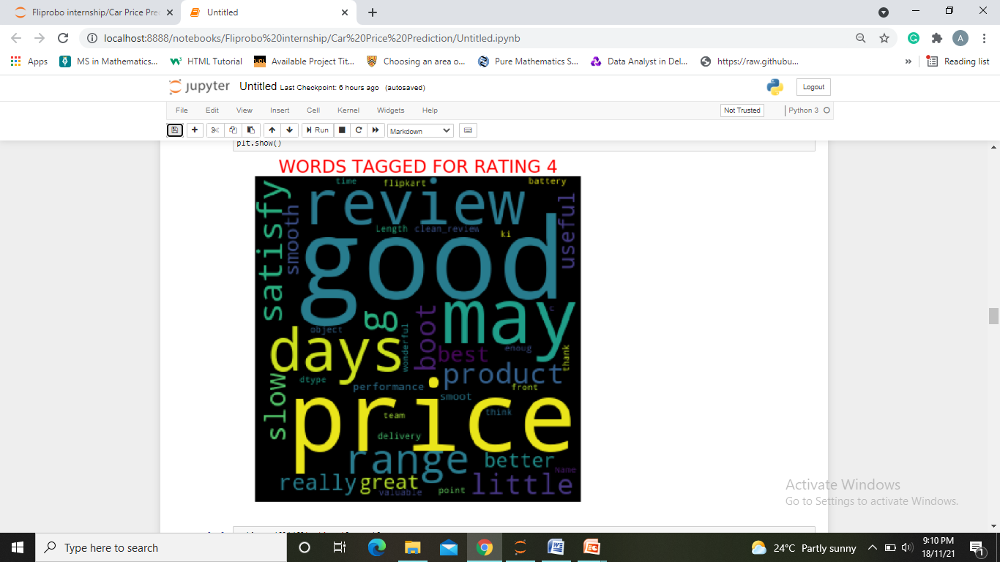 Fliprobo internship/Car Price Pre
Untitled
localhost:8888/notebooks/Fliprobo%20internship/Car%20Price%20Prediction/Untitled.ipynb
A
Apps
MS in Mathematics...
HTML Tutorial
Available Project Tit...
Choosing an area o...
Pure Mathematics S...
Data Analyst in Del...
https://raw.githubu...
»
Reading list
jupyter Untitled Last Checkpoint: 6 hours ago (autosaved)
Logout
File Edit View Insert Cell Kernel Widgets Help
Not Trusted
Python 3
Run
Markdown
plt.show()
WORDS TAGGED FOR RATING 4
time
flipkart
battery
review
satisfy
smooth
useful
Length
clean_review
ki
good
may
c
g
boot
object
days
wonderful
best
enoug
thank
product
dtype
performance
front
slow
smoot
think
price
team
delivery
range
better
Name
really
great
valuable
point
little
Activate Windows
Go to Settings to activate Windows.
Type here to search
24°C Partly sunny
9:10 PM
18/11/21
1